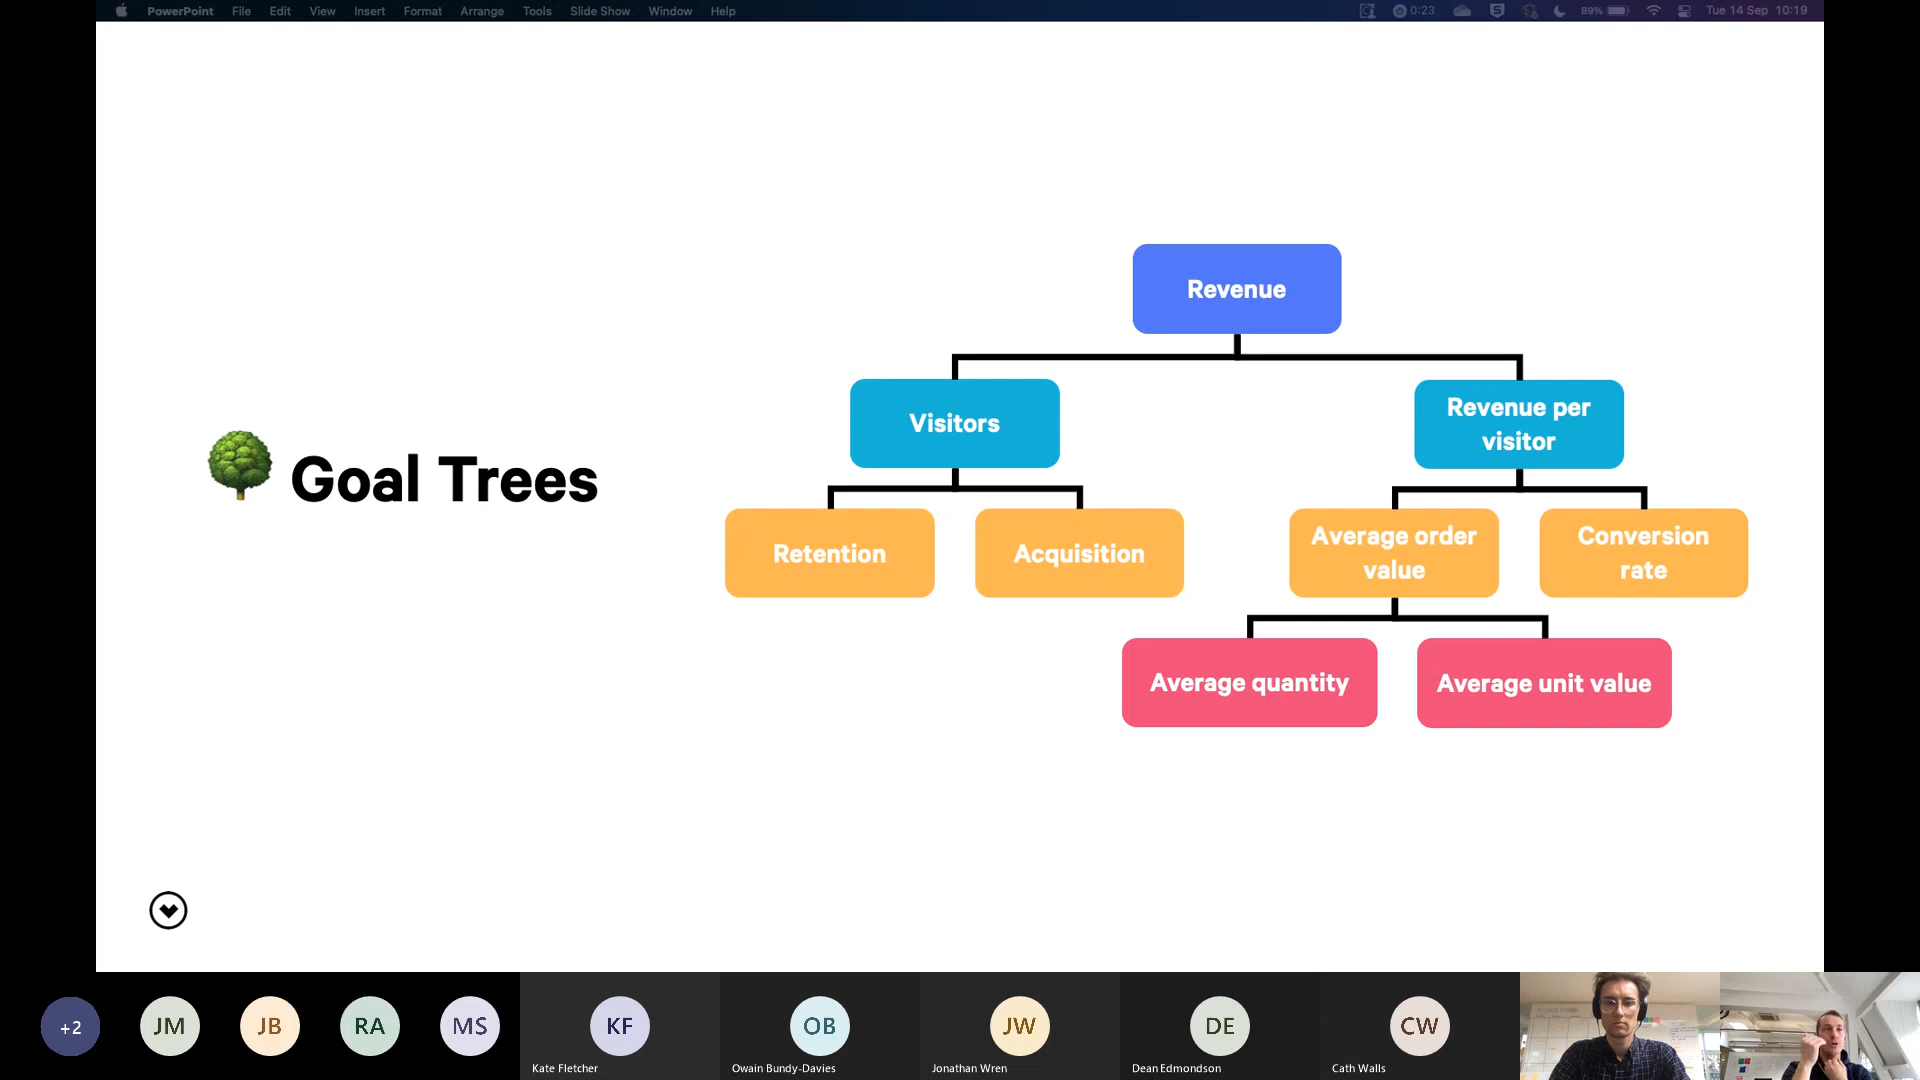 PowerPoint File Edit View Insert Format Arrange Tools Slide Show Window Help 0:23 89% Tue 14 Sep 10:19
Goal Trees
Revenue
Visitors
Revenue per
visitor
Retention
Acquisition
Average order
value
Conversion
rate
Average quantity
Average unit value
+2
JM
JB
RA
MS
KF
Kate Fletcher
OB
Owain Bundy-Davies
JW
Jonathan Wren
DE
Dean Edmondson
CW
Cath Walls